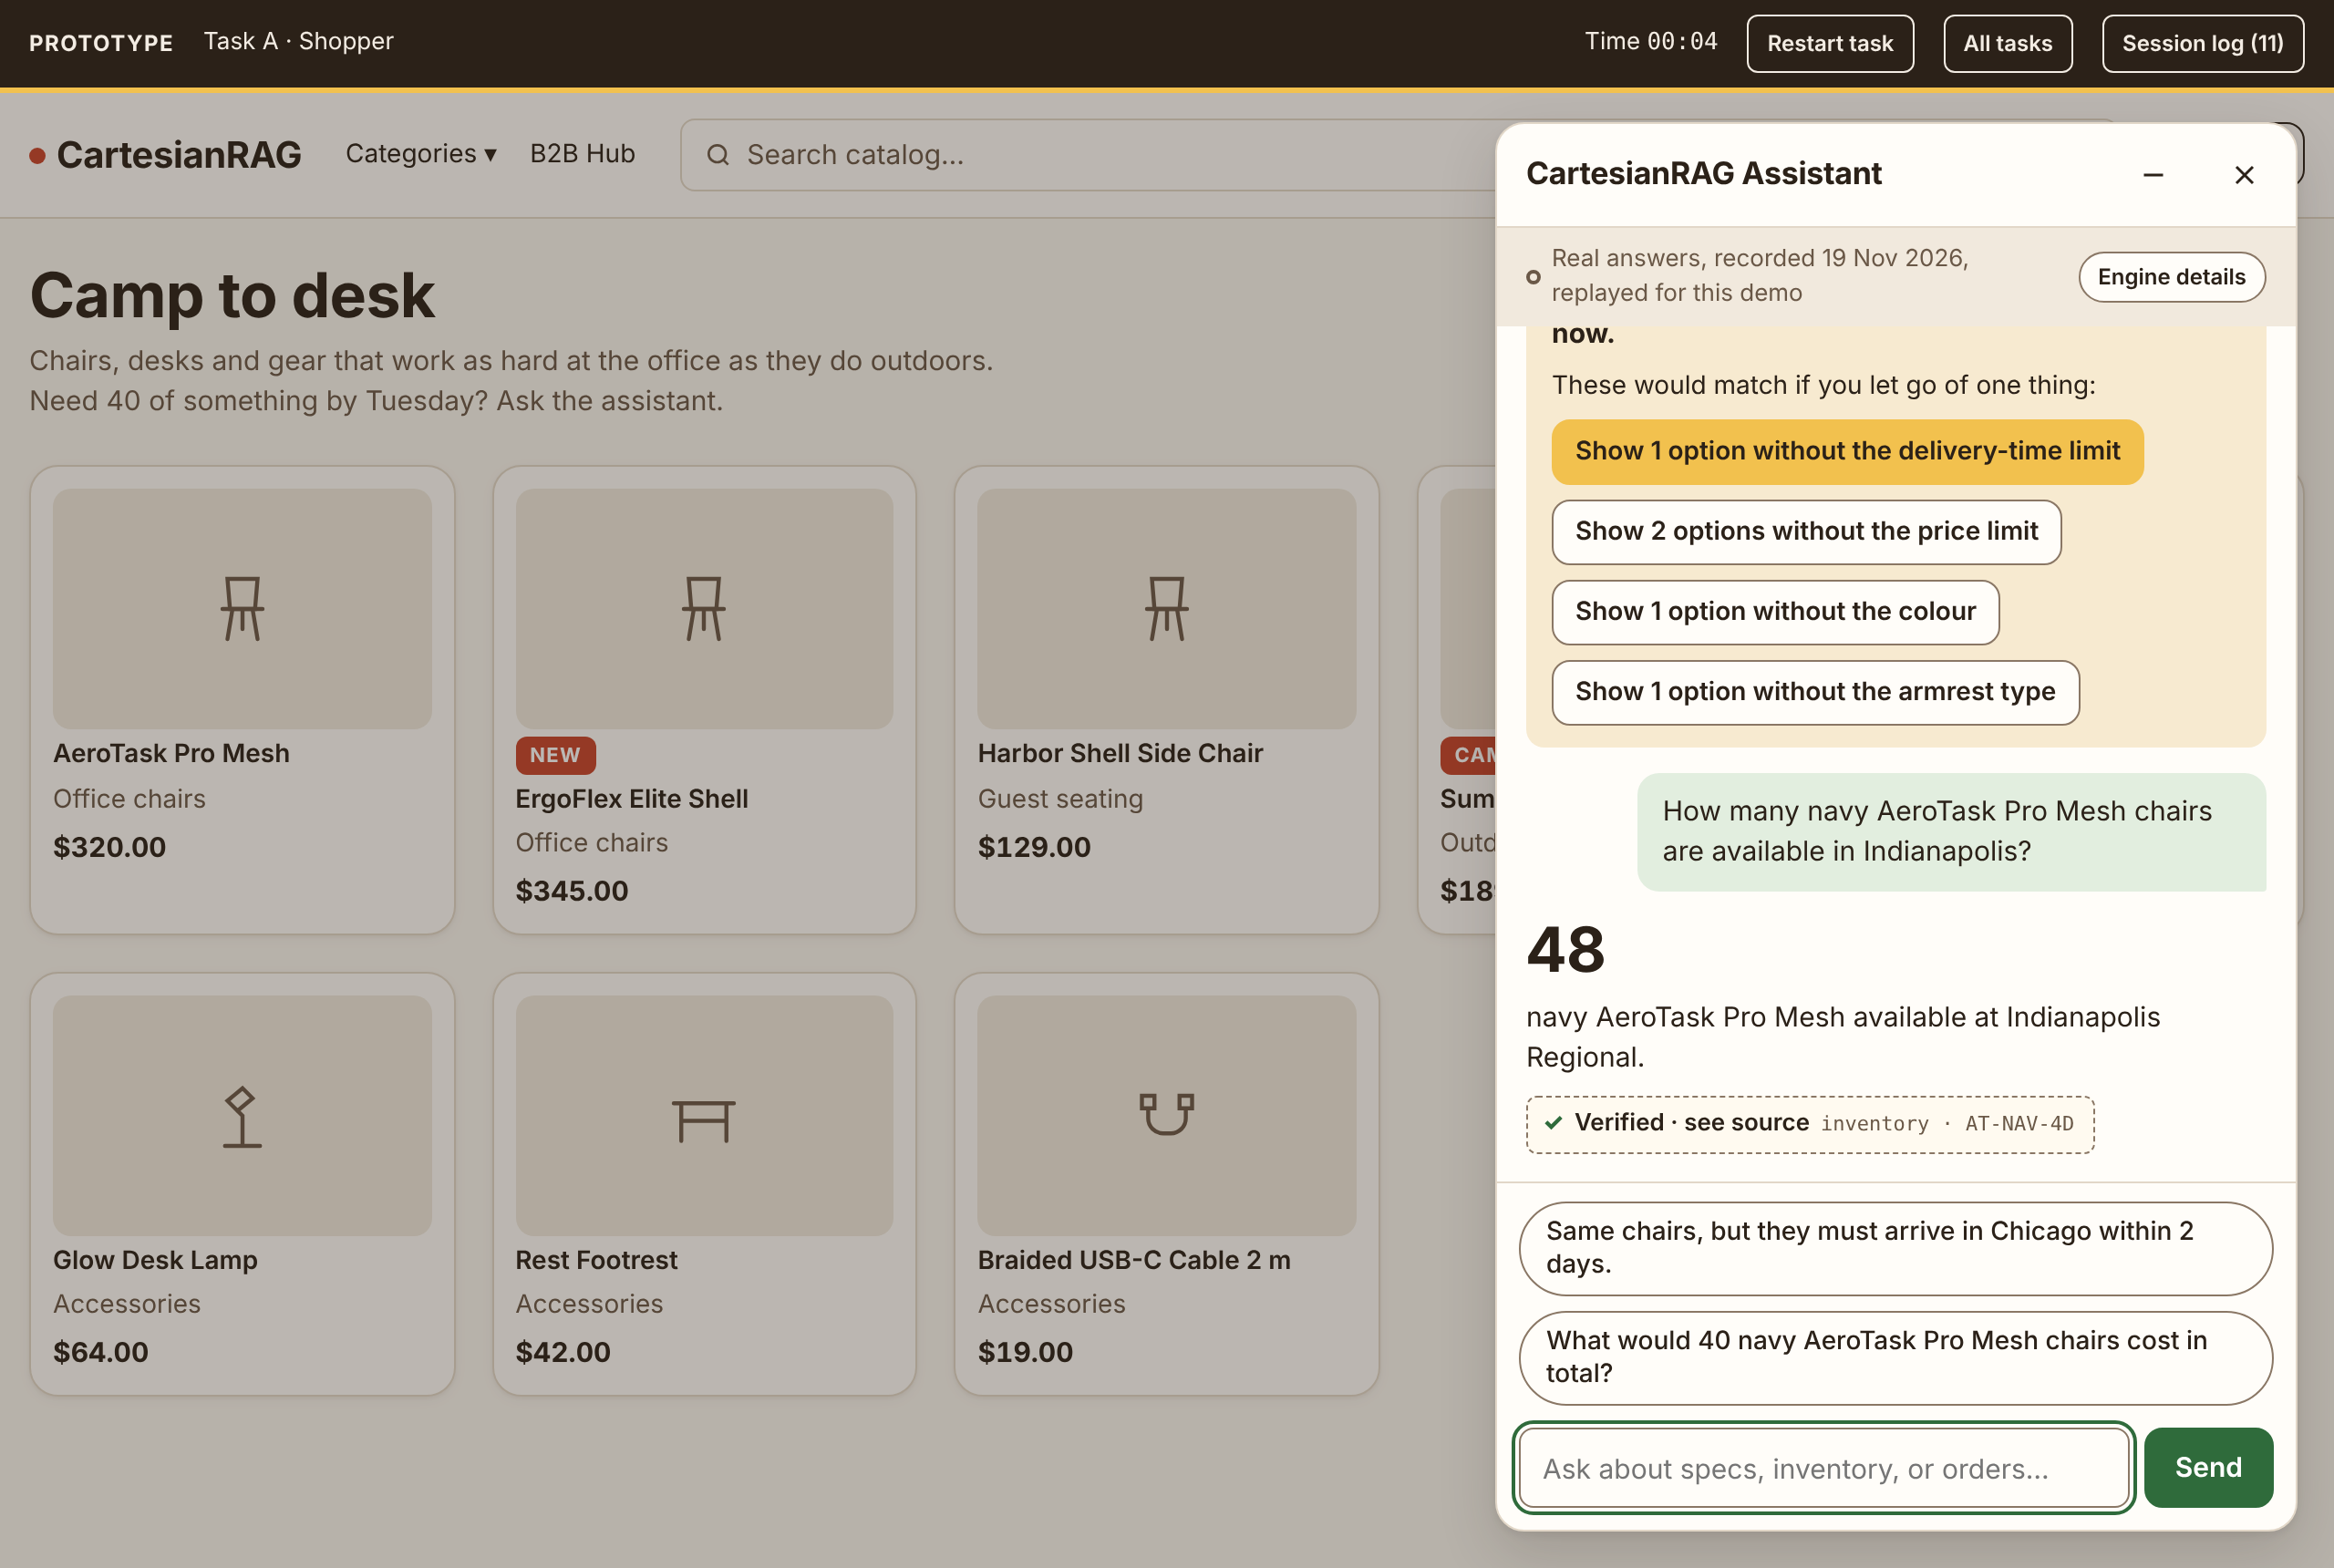 PROTOTYPE Task A · Shopper Time 00:04 Restart task All tasks Session log (11)
CartesianRAG Categories ▾ B2B Hub Search catalog...
Camp to desk
Chairs, desks and gear that work as hard at the office as they do outdoors.
Need 40 of something by Tuesday? Ask the assistant.
AeroTask Pro Mesh
Office chairs
$320.00
NEW
ErgoFlex Elite Shell
Office chairs
$345.00
Harbor Shell Side Chair
Guest seating
$129.00
Glow Desk Lamp
Accessories
$64.00
Rest Footrest
Accessories
$42.00
Braided USB-C Cable 2 m
Accessories
$19.00
CartesianRAG Assistant
Real answers, recorded 19 Nov 2026,
replayed for this demo
Engine details
now.
These would match if you let go of one thing:
Show 1 option without the delivery-time limit
Show 2 options without the price limit
Show 1 option without the colour
Show 1 option without the armrest type
How many navy AeroTask Pro Mesh chairs
are available in Indianapolis?
48
navy AeroTask Pro Mesh available at Indianapolis
Regional.
✓ Verified · see source inventory · AT-NAV-4D
Same chairs, but they must arrive in Chicago within 2
days.
What would 40 navy AeroTask Pro Mesh chairs cost in
total?
Ask about specs, inventory, or orders...
Send